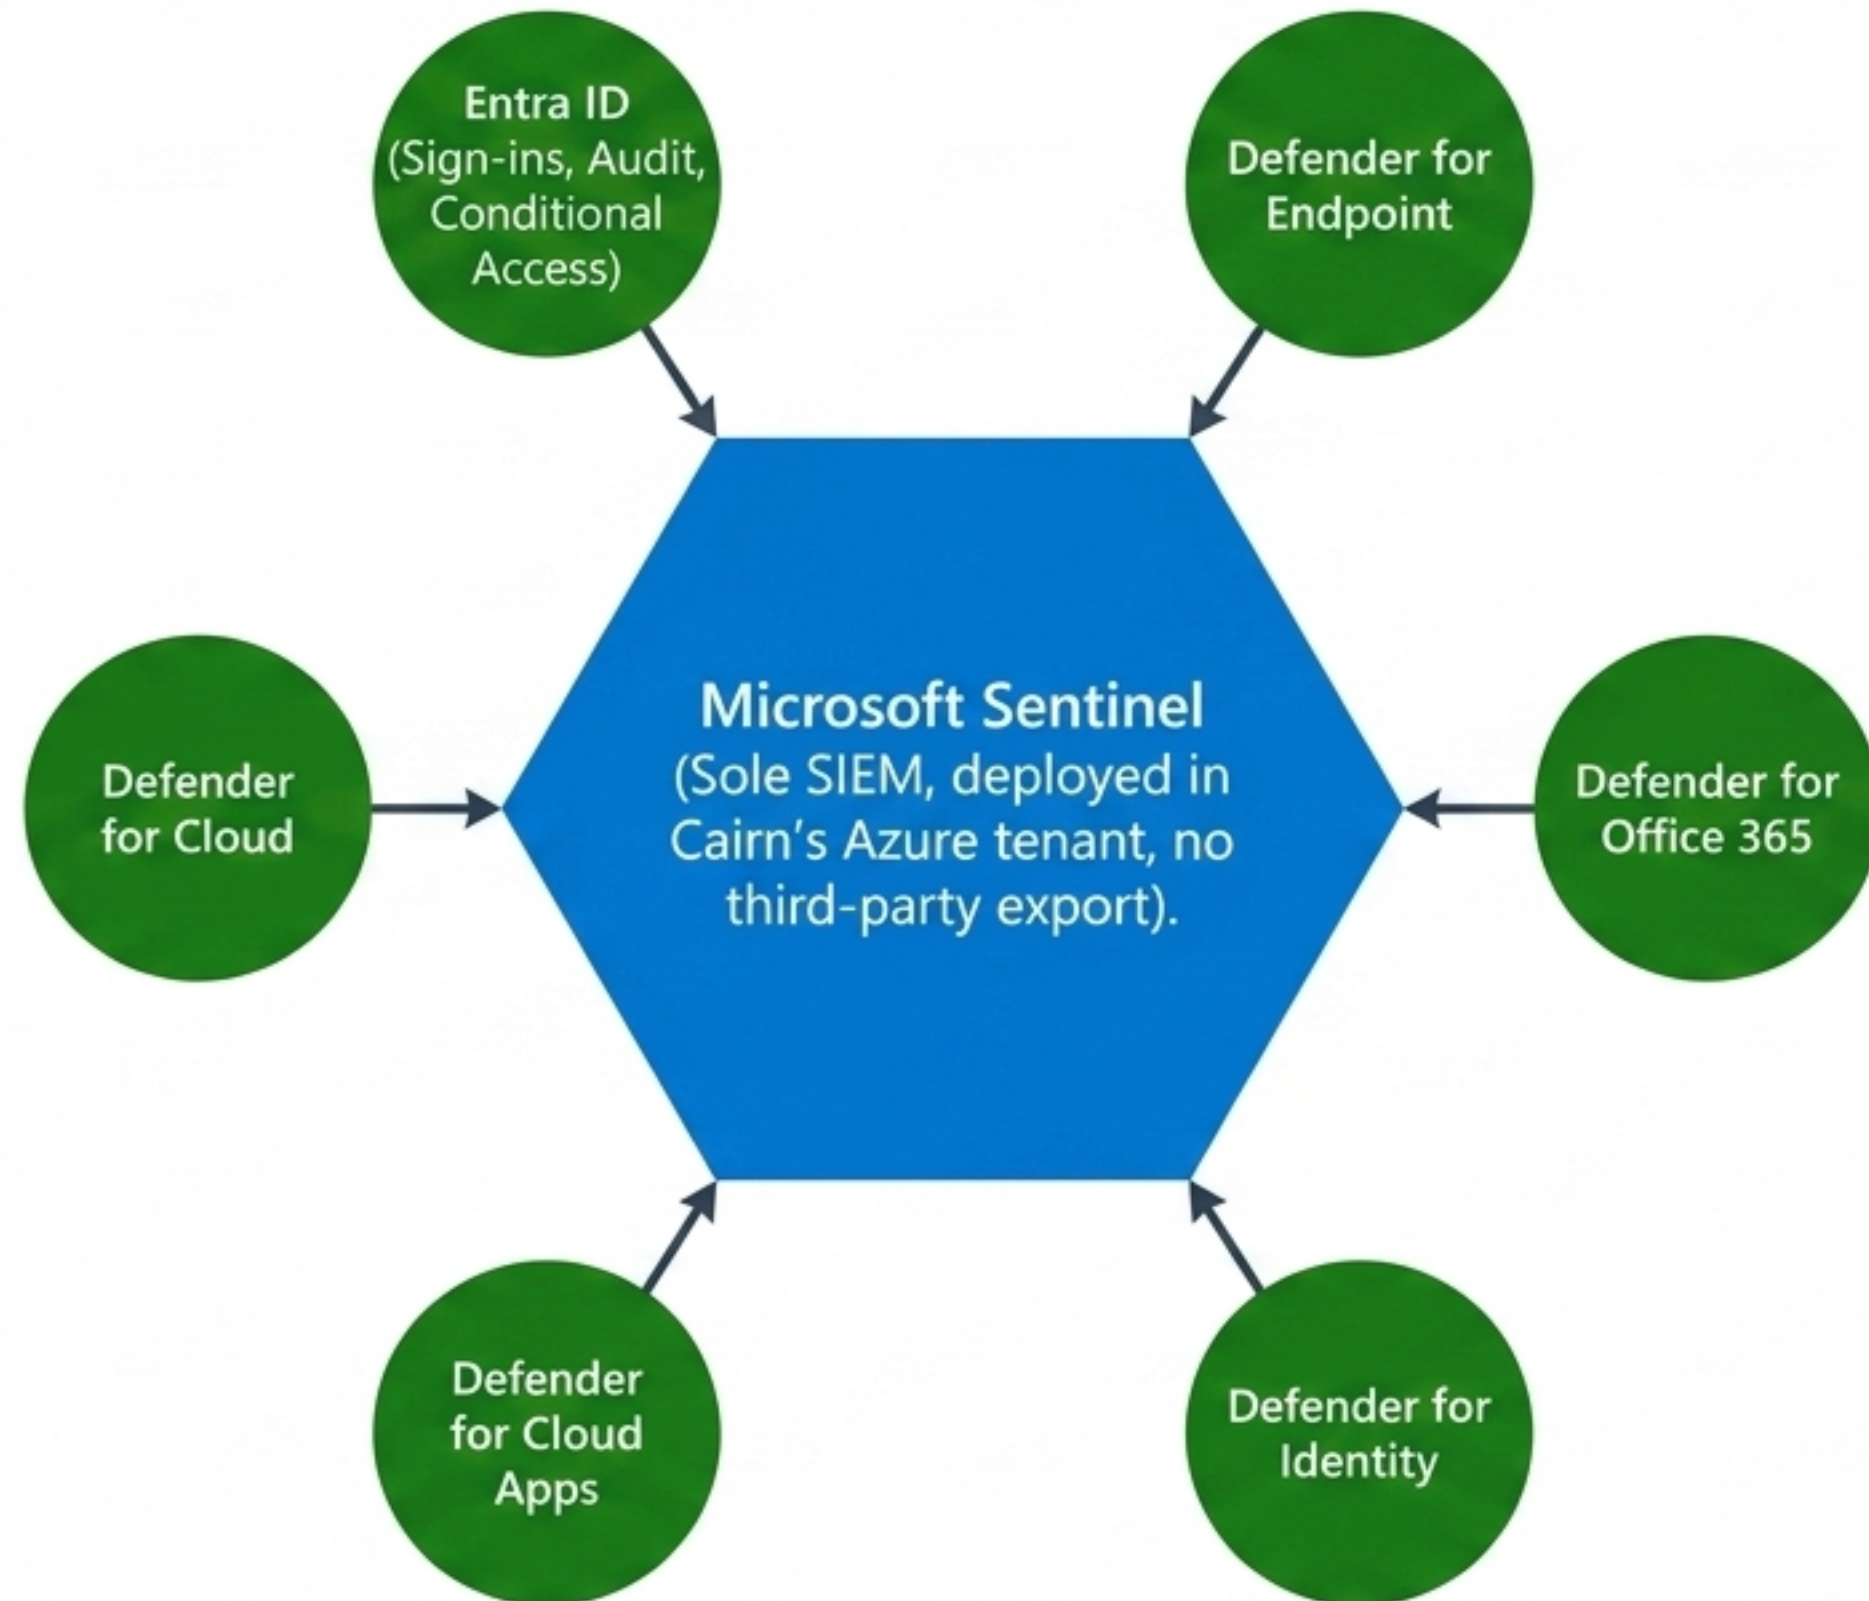 Entra ID
(Sign-ins, Audit,
Conditional
Access)
Defender for
Endpoint
Defender
for Cloud
Microsoft Sentinel
(Sole SIEM, deployed in
Cairn's Azure tenant, no
third-party export).
Defender for
Office 365
Defender
for Cloud
Apps
Defender for
Identity